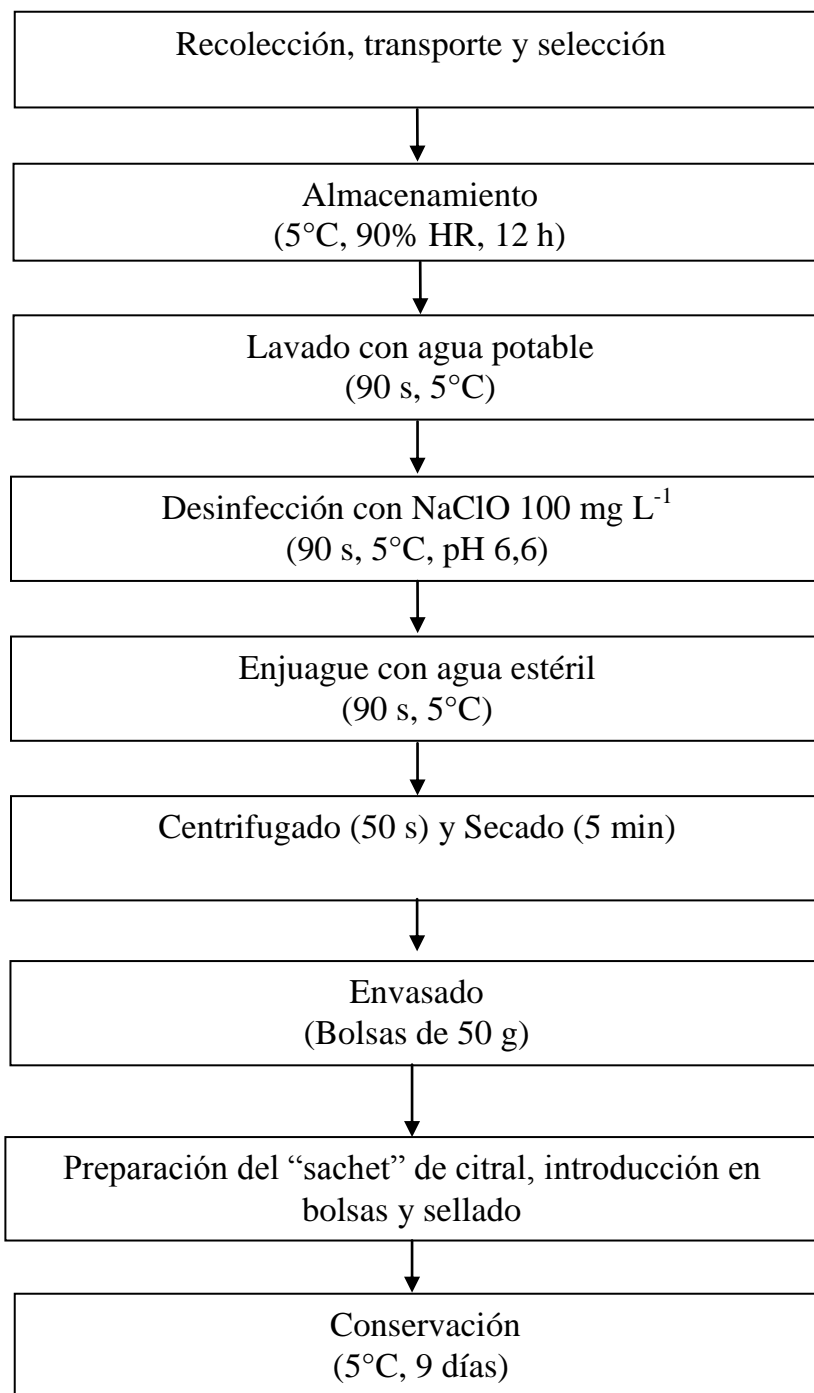 Recolección, transporte y selección
Almacenamiento
(5°C, 90% HR, 12 h)
Lavado con agua potable
(90 s, 5°C)
Desinfección con NaClO 100 mg L⁻¹
(90 s, 5°C, pH 6,6)
Enjuague con agua estéril
(90 s, 5°C)
Centrifugado (50 s) y Secado (5 min)
Envasado
(Bolsas de 50 g)
Preparación del “sachet” de citral, introducción en
bolsas y sellado
Conservación
(5°C, 9 días)